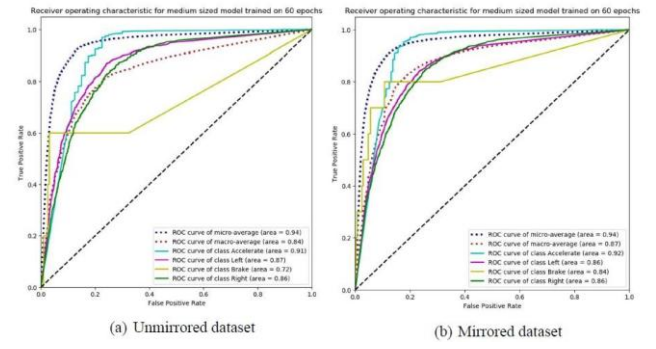 Receiver operating characteristic for medium sized model trained on 60 epochs
1.0
0.8
0.6
0.4
0.2
0.0
True Positive Rate
ROC curve of micro-average (area = 0.94)
ROC curve of macro-average (area = 0.84)
ROC curve of class Accelerate (area = 0.91)
ROC curve of class Left (area = 0.87)
ROC curve of class Brake (area = 0.72)
ROC curve of class Right (area = 0.86)
0.0 0.2 0.4 0.6 0.8 1.0
False Positive Rate
(a) Unmirrored dataset
Receiver operating characteristic for medium sized model trained on 60 epochs
1.0
0.8
0.6
0.4
0.2
0.0
True Positive Rate
ROC curve of micro-average (area = 0.94)
ROC curve of macro-average (area = 0.87)
ROC curve of class Accelerate (area = 0.92)
ROC curve of class Left (area = 0.86)
ROC curve of class Brake (area = 0.84)
ROC curve of class Right (area = 0.86)
0.0 0.2 0.4 0.6 0.8 1.0
False Positive Rate
(b) Mirrored dataset